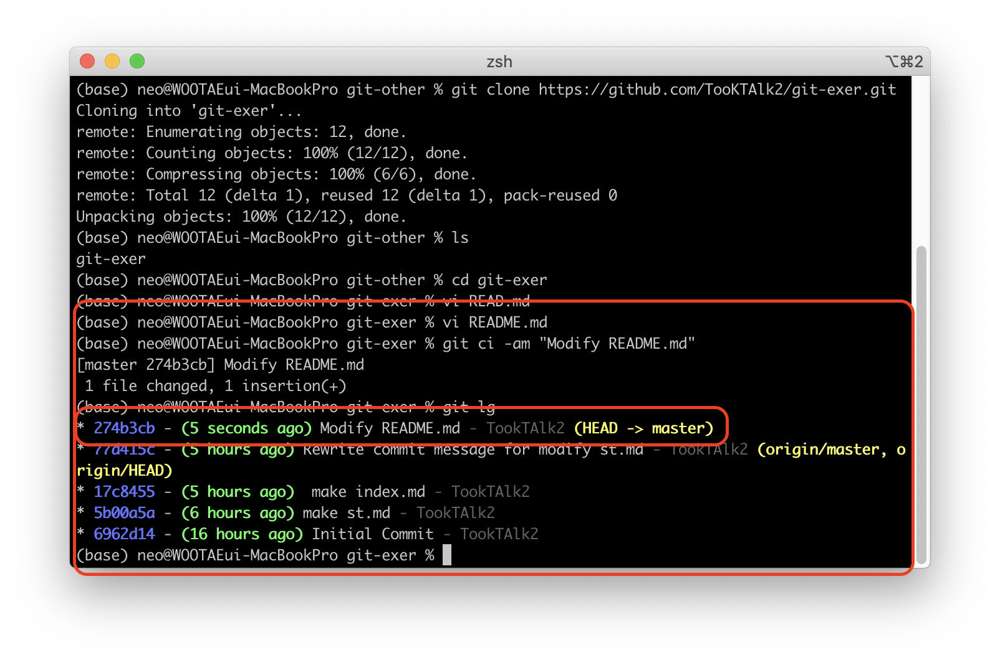 zsh
⌥⌘2
(base) neo@WOOTAEui-MacBookPro git-other % git clone https://github.com/TooKTAlk2/git-exer.git
Cloning into 'git-exer'...
remote: Enumerating objects: 12, done.
remote: Counting objects: 100% (12/12), done.
remote: Compressing objects: 100% (6/6), done.
remote: Total 12 (delta 1), reused 12 (delta 1), pack-reused 0
Unpacking objects: 100% (12/12), done.
(base) neo@WOOTAEui-MacBookPro git-other % ls
git-exer
(base) neo@WOOTAEui-MacBookPro git-other % cd git-exer
(base) neo@WOOTAEui-MacBookPro git-exer % vi READ.md
(base) neo@WOOTAEui-MacBookPro git-exer % vi README.md
(base) neo@WOOTAEui-MacBookPro git-exer % git ci -am "Modify README.md"
[master 274b3cb] Modify README.md
 1 file changed, 1 insertion(+)
(base) neo@WOOTAEui-MacBookPro git-exer % git lg
* 274b3cb - (5 seconds ago) Modify README.md - TookTAlk2 (HEAD -> master)
* 77d415c - (5 hours ago) ReWrite commit message for modify st.md - TookTAlk2 (origin/master, o
rigin/HEAD)
* 17c8455 - (5 hours ago)  make index.md - TookTAlk2
* 5b00a5a - (6 hours ago) make st.md - TookTAlk2
* 6962d14 - (16 hours ago) Initial Commit - TookTAlk2
(base) neo@WOOTAEui-MacBookPro git-exer %